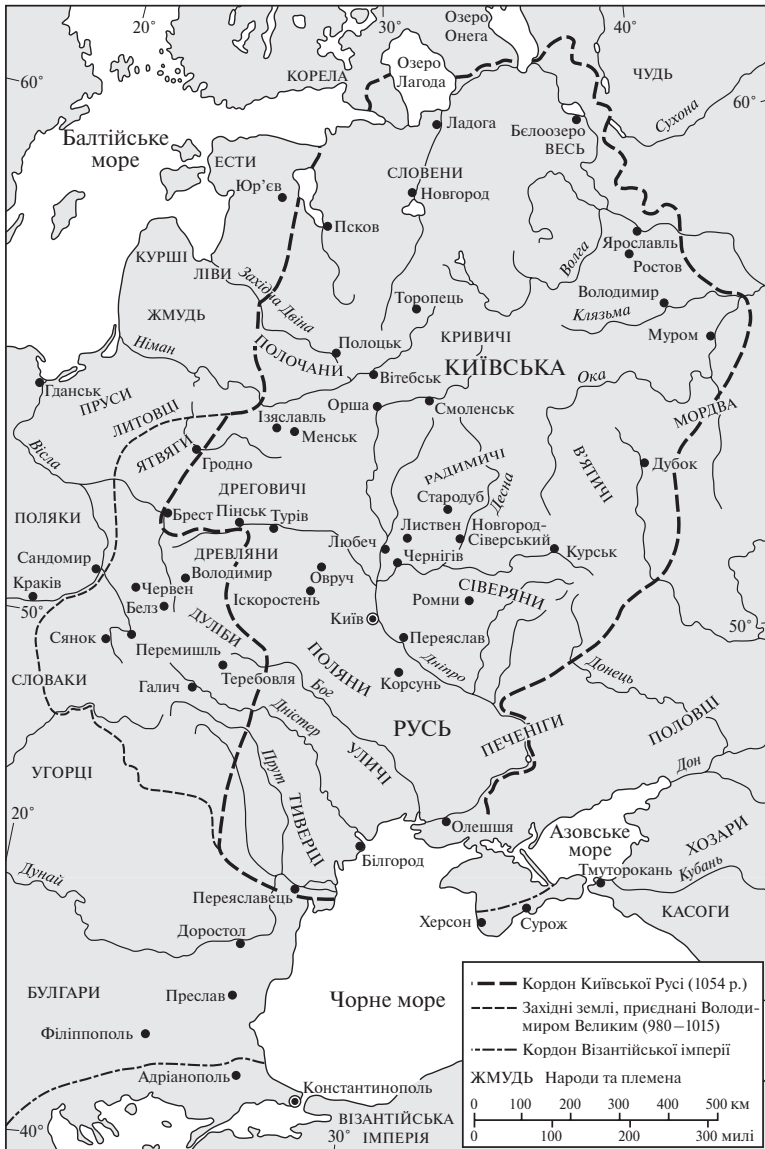 20°
30°
40°
Озеро
Онега
Озеро
Лагода
60°
КОРЕЛА
ЧУДЬ
60°
Сухона
Ладога
Бєлоозеро
ВЕСЬ
Балтійське
море
ЕСТИ
СЛОВЕНИ
Юр’єв
Новгород
Псков
Ярославль
Ростов
КУРШІ
ЛІВИ
Західна Двіна
Волга
Володимир
Торопець
Клязьма
ЖМУДЬ
КРИВИЧІ
Муром
Німан
Полоцьк
ПОЛОЧАНИ
КИЇВСЬКА
Вітебськ
Гданськ
Ока
ПРУСИ
ЛИТОВЦІ
Орша
Смоленськ
МОРДВА
Ізяславль
Менськ
Вісла
ЯТВЯГИ
Гродно
РАДИМИЧІ
В’ЯТИЧІ
Дубок
ДРЕГОВИЧІ
Стародуб
Десна
Брест
Пінськ
Турів
ПОЛЯКИ
Листвен
Новгород-
Сіверський
Любеч
Курськ
Сандомир
ДРЕВЛЯНИ
Чернігів
Володимир
Овруч
Краків
Червен
Іскоростень
СІВЕРЯНИ
50°
Белз
Ромни
Київ
50°
ДУЛІБИ
Сянок
Перемишль
Переяслав
ПОЛЯНИ
Дніпро
Донець
СЛОВАКИ
Теребовля
Корсунь
Галич
Бог
Дністер
РУСЬ
ПЕЧЕНІГИ
ПОЛОВЦІ
УЛИЧІ
УГОРЦІ
Прут
Дон
ТИВЕРЦІ
20°
Олешшя
Азовське
море
ХОЗАРИ
Білгород
Дунай
Тмуторокань
Кубань
Переяславець
Херсон
Сурож
КАСОГИ
Доростол
БУЛГАРИ
Преслав
Чорне море
Філіппополь
Адріанополь
Константинополь
ВІЗАНТІЙСЬКА
ІМПЕРІЯ
40°
30°
Кордон Київської Русі (1054 р.)
Західні землі, приєднані Володи-
миром Великим (980–1015)
Кордон Візантійської імперії
ЖМУДЬ Народи та племена
0 100 200 300 400 500 км
0 100 200 300 милі